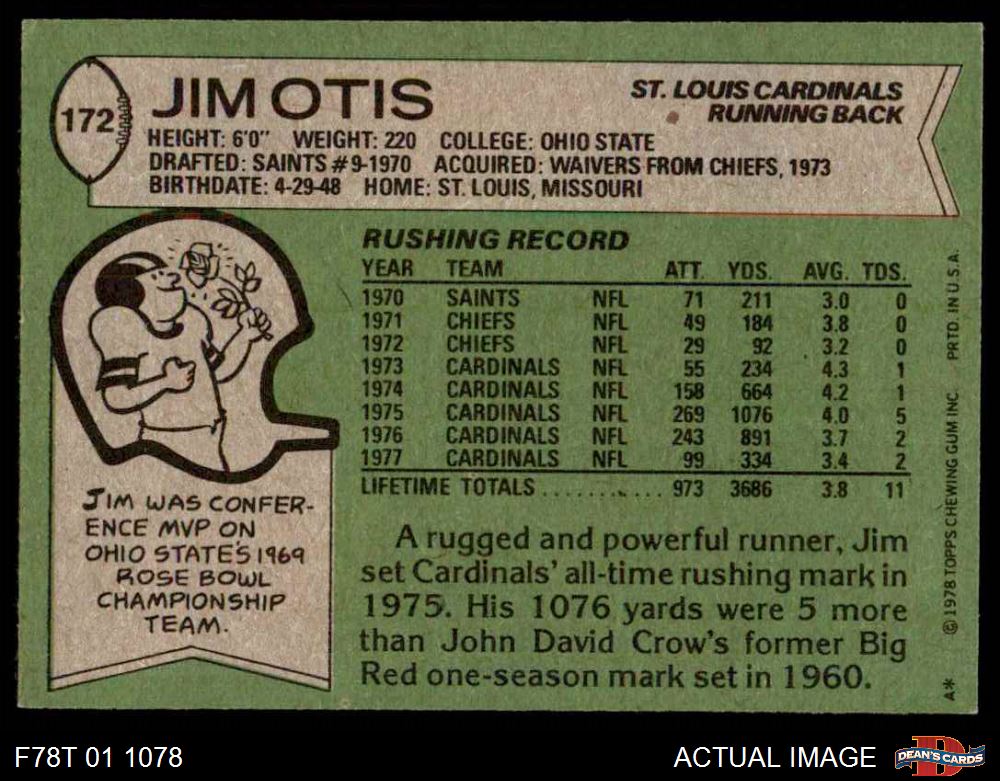 172
JIM OTIS
ST. LOUIS CARDINALS
RUNNING BACK
HEIGHT: 6'0" WEIGHT: 220 COLLEGE: OHIO STATE
DRAFTED: SAINTS #9-1970 ACQUIRED: WAIVERS FROM CHIEFS, 1973
BIRTHDATE: 4-29-48 HOME: ST. LOUIS, MISSOURI
RUSHING RECORD
YEAR TEAM ATT. YDS. AVG. TDS.
1970 SAINTS NFL 71 211 3.0 0
1971 CHIEFS NFL 49 184 3.8 0
1972 CHIEFS NFL 29 92 3.2 0
1973 CARDINALS NFL 55 234 4.3 1
1974 CARDINALS NFL 158 664 4.2 1
1975 CARDINALS NFL 269 1076 4.0 5
1976 CARDINALS NFL 243 891 3.7 2
1977 CARDINALS NFL 99 334 3.4 2
LIFETIME TOTALS............ 973 3686 3.8 11
JIM WAS CONFER-
ENCE MVP ON
OHIO STATE'S 1969
ROSE BOWL
CHAMPIONSHIP
TEAM.
A rugged and powerful runner, Jim
set Cardinals' all-time rushing mark in
1975. His 1076 yards were 5 more
than John David Crow's former Big
Red one-season mark set in 1960.
A* © 1978 TOPPS CHEWING GUM INC. PRTD. IN U.S.A.
F78T 01 1078
ACTUAL IMAGE
D
DEAN'S CARDS